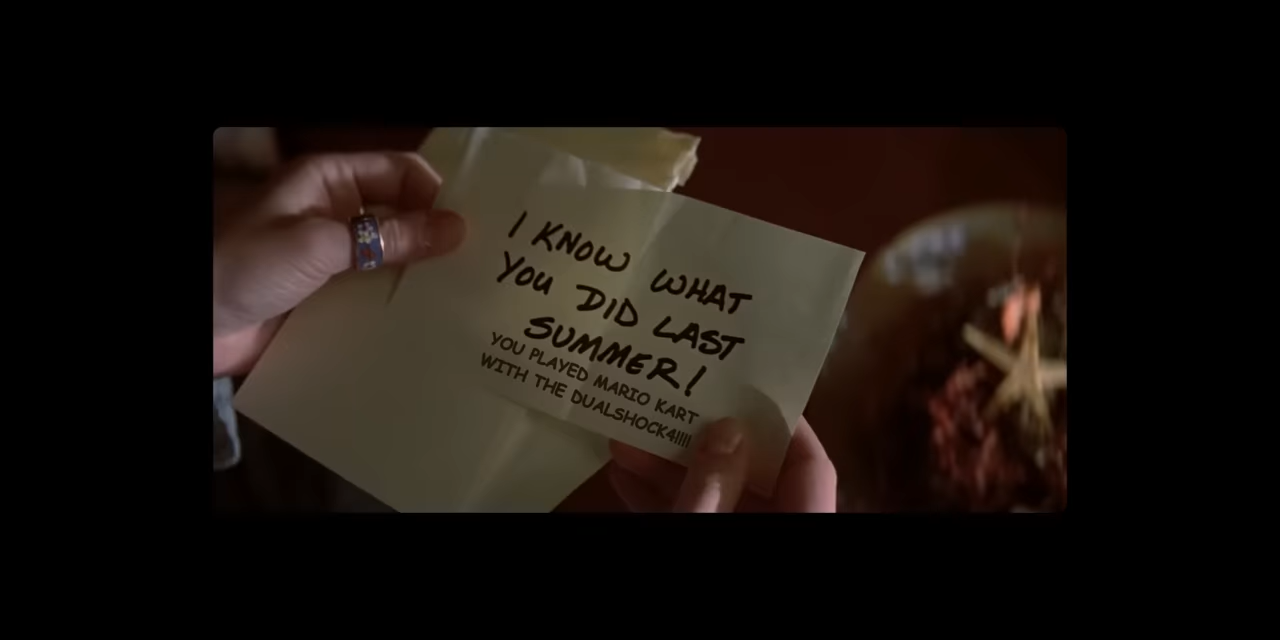 I KNOW WHAT
YOU DID LAST
SUMMER!
YOU PLAYED MARIO KART
WITH THE DUALSHOCK4!!!!